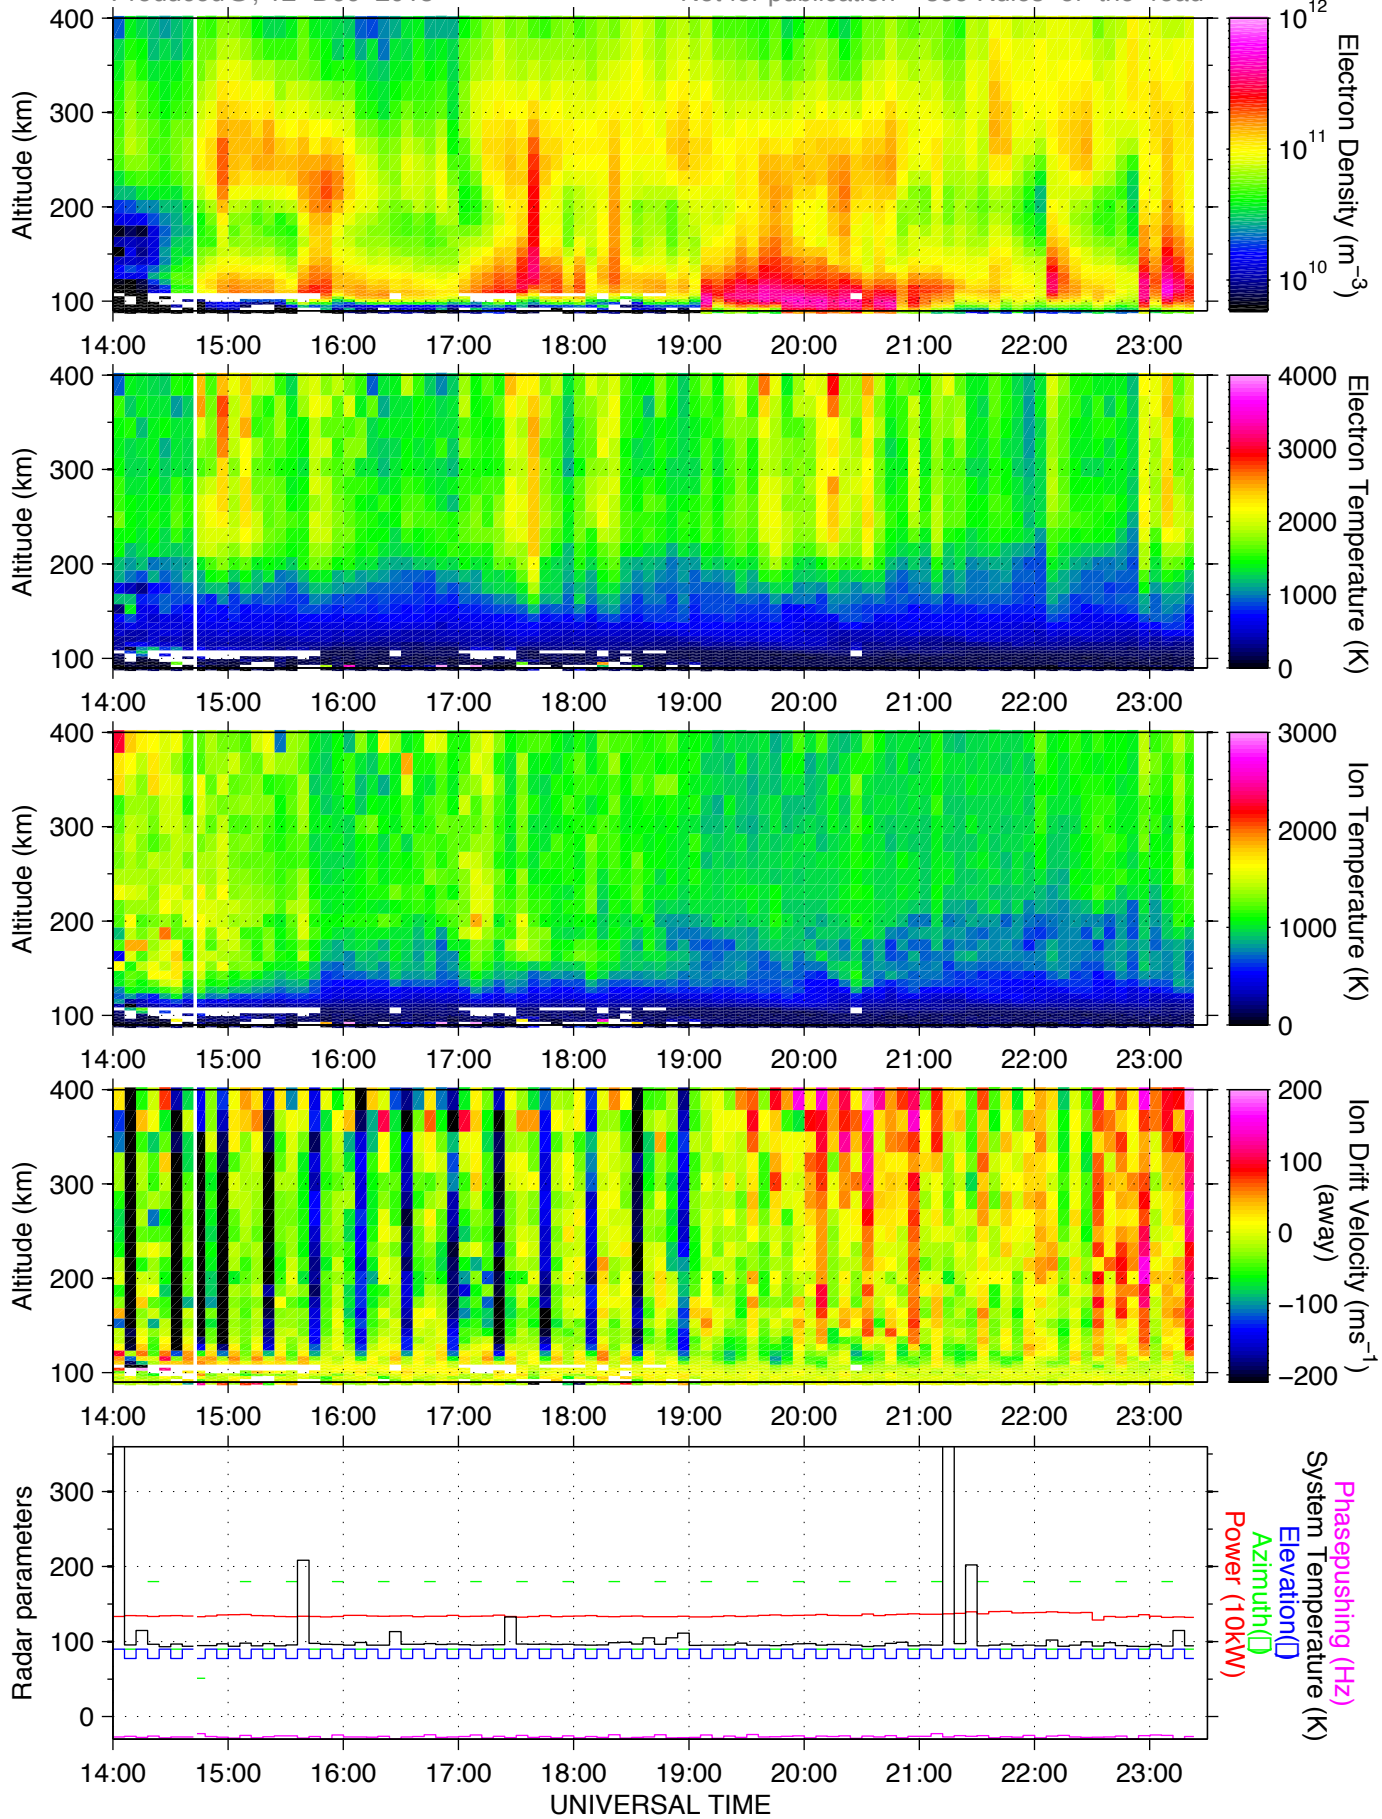 400
300
200
100
Altitude (km)
14:00 15:00 16:00 17:00 18:00 19:00 20:00 21:00 22:00 23:00
10^12
10^11
10^10
Electron Density (m^−3)
400
300
200
100
Altitude (km)
14:00 15:00 16:00 17:00 18:00 19:00 20:00 21:00 22:00 23:00
4000
3000
2000
1000
0
Electron Temperature (K)
400
300
200
100
Altitude (km)
14:00 15:00 16:00 17:00 18:00 19:00 20:00 21:00 22:00 23:00
3000
2000
1000
0
Ion Temperature (K)
400
300
200
100
Altitude (km)
14:00 15:00 16:00 17:00 18:00 19:00 20:00 21:00 22:00 23:00
200
100
0
−100
−200
Ion Drift Velocity (ms^−1)
(away)
300
200
100
0
Radar parameters
14:00 15:00 16:00 17:00 18:00 19:00 20:00 21:00 22:00 23:00
Phasepushing (Hz)
System Temperature (K)
Elevation(▯)
Azimuth(▯)
Power (10kW)
UNIVERSAL TIME